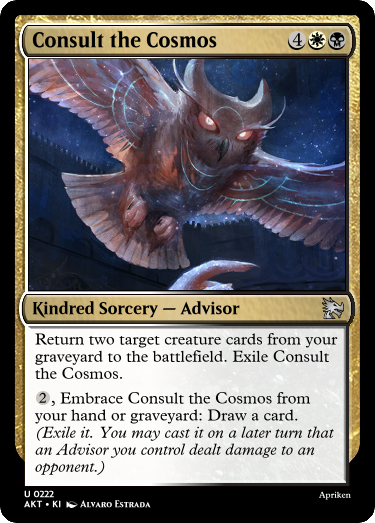 Consult the Cosmos 4
Kindred Sorcery — Advisor
Return two target creature cards from your
graveyard to the battlefield. Exile Consult
the Cosmos.
2, Embrace Consult the Cosmos from
your hand or graveyard: Draw a card.
(Exile it. You may cast it on a later turn that
an Advisor you control dealt damage to an
opponent.)
U 0222
AKT • KI Alvaro Estrada
Apriken